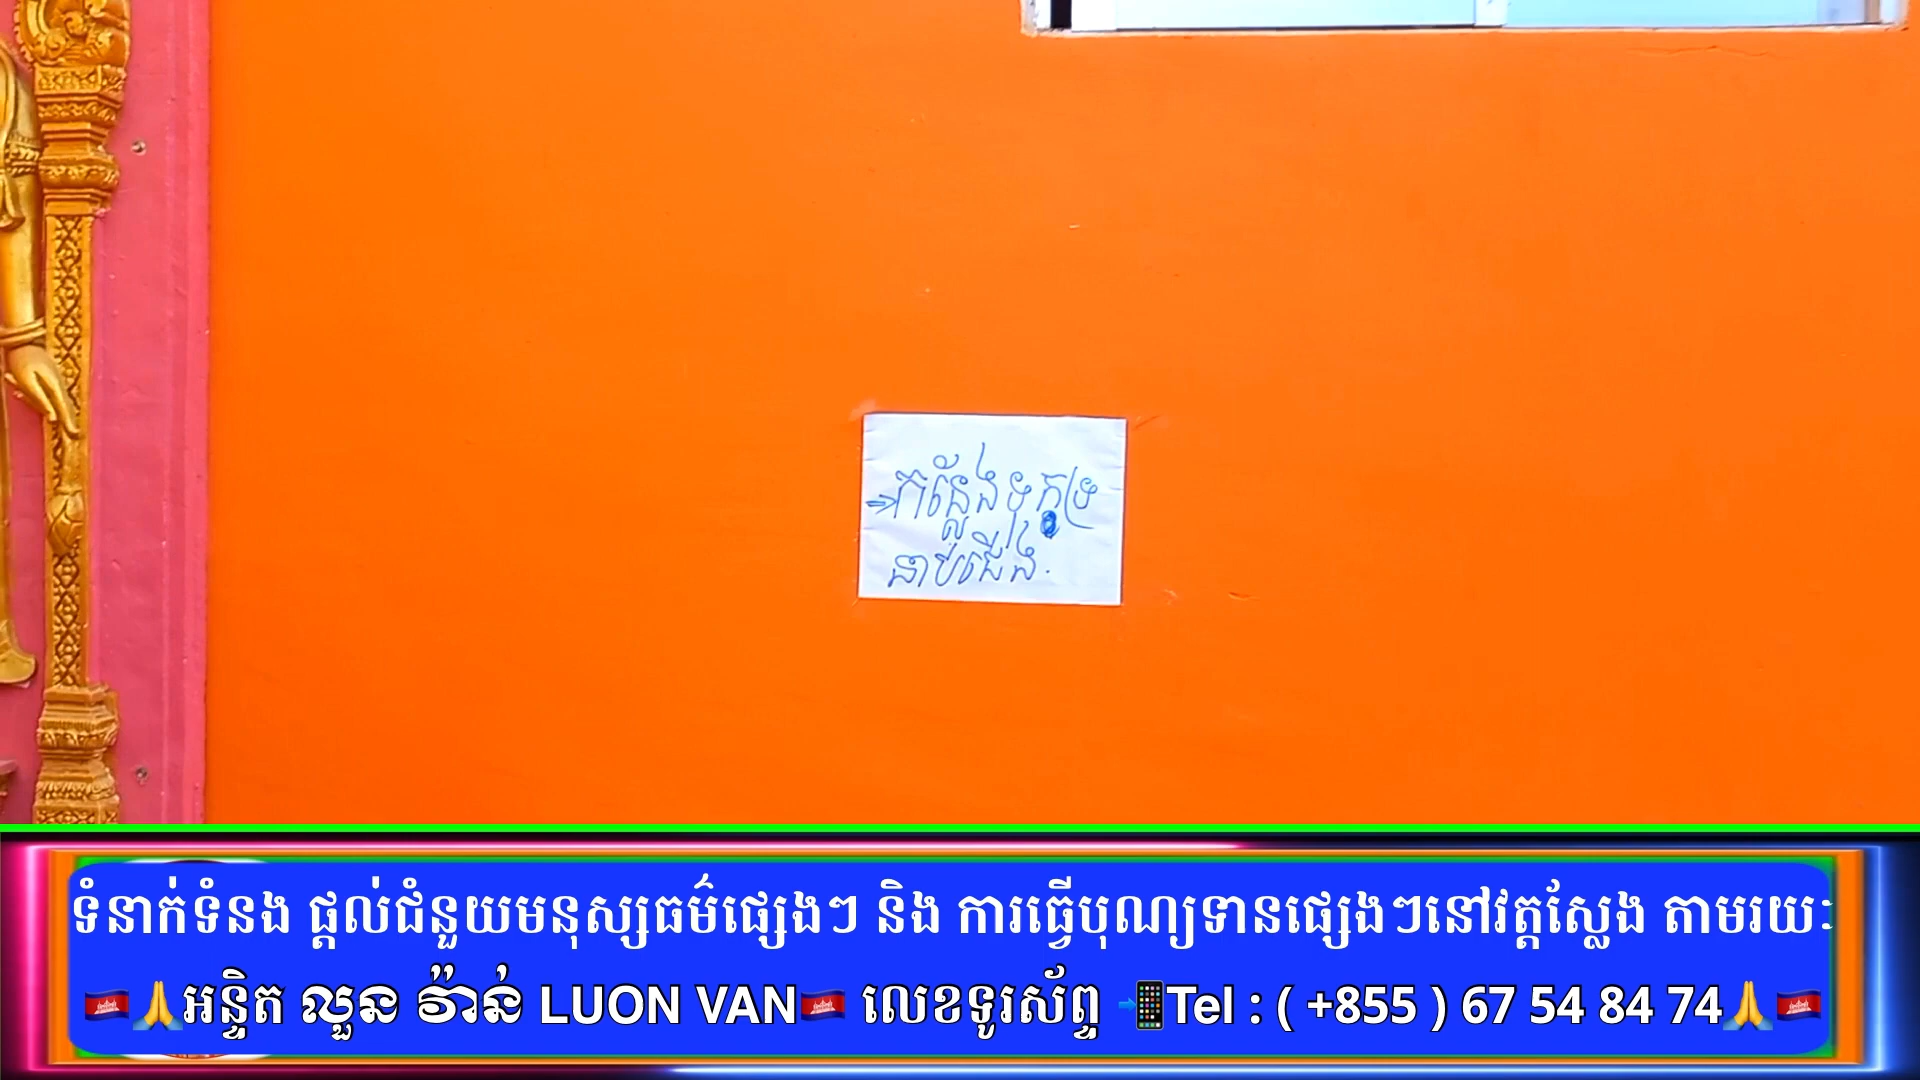 →កន្លែងទុកទ្រ
នាប់ជើង.
ទំនាក់ទំនង ផ្តល់ជំនួយមនុស្សធម៌ផ្សេងៗ និង ការធ្វើបុណ្យទានផ្សេងៗនៅវត្តស្លែង តាមរយៈ
🇰🇭🙏អន្ទិត លួន វ៉ាន់ LUON VAN🇰🇭 លេខទូរស័ព្ទ 📲Tel : ( +855 ) 67 54 84 74🙏🇰🇭